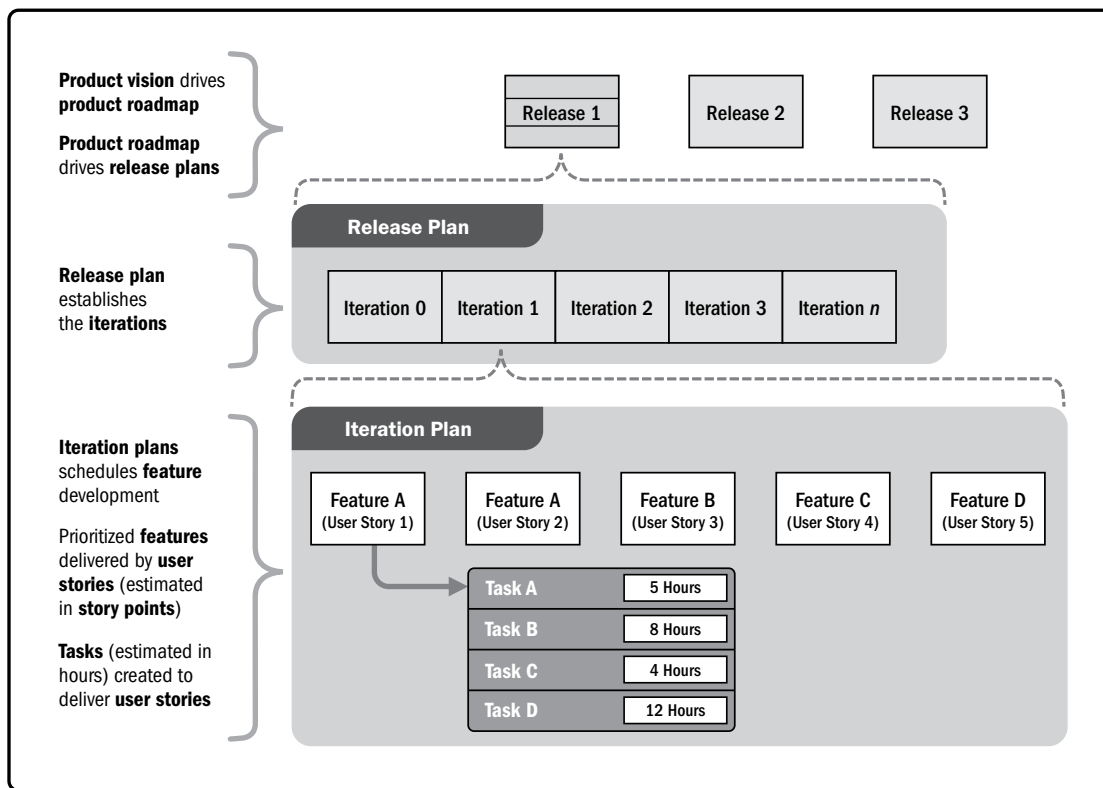 Product vision drives
product roadmap
Product roadmap
drives release plans
Release 1
Release 2
Release 3
Release Plan
Release plan
establishes
the iterations
Iteration 0
Iteration 1
Iteration 2
Iteration 3
Iteration n
Iteration Plan
Iteration plans
schedules feature
development
Prioritized features
delivered by user
stories (estimated
in story points)
Tasks (estimated in
hours) created to
deliver user stories
Feature A
(User Story 1)
Feature A
(User Story 2)
Feature B
(User Story 3)
Feature C
(User Story 4)
Feature D
(User Story 5)
Task A
5 Hours
Task B
8 Hours
Task C
4 Hours
Task D
12 Hours